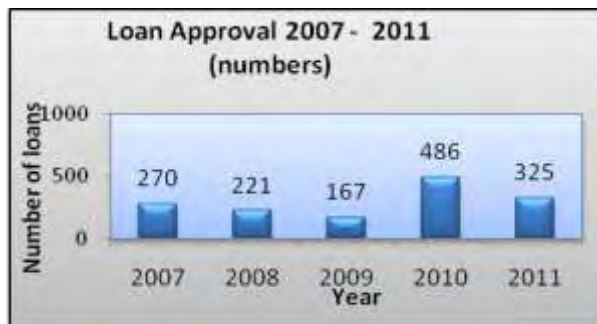 Loan Approval 2007 - 2011
(numbers)
Number of loans
1000
500
0
270
221
167
486
325
2007 2008 2009 2010 2011
Year